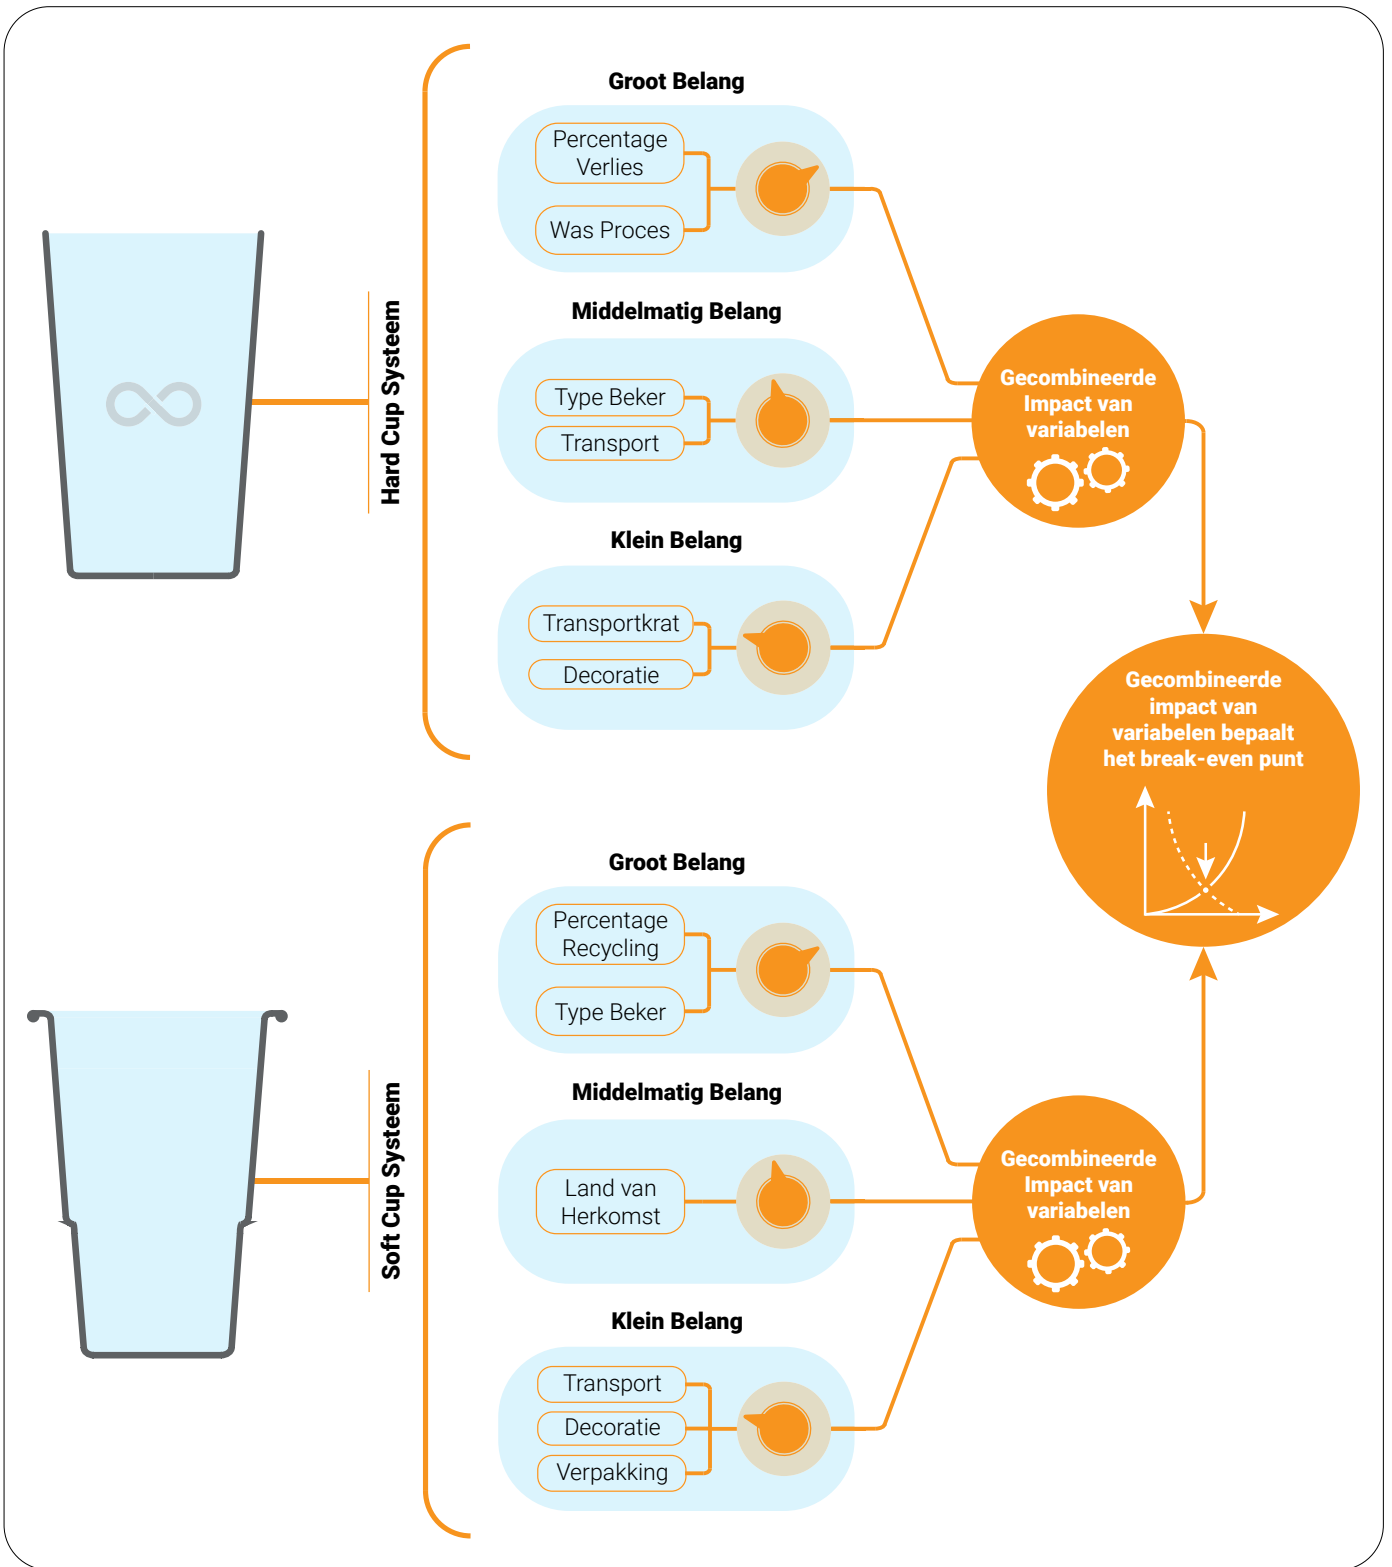 Hard Cup Systeem
Groot Belang
Percentage
Verlies
Was Proces
Middelmatig Belang
Type Beker
Transport
Klein Belang
Transportkrat
Decoratie
Gecombineerde
Impact van
variabelen
Gecombineerde
impact van
variabelen bepaalt
het break-even punt
Soft Cup Systeem
Groot Belang
Percentage
Recycling
Type Beker
Middelmatig Belang
Land van
Herkomst
Klein Belang
Transport
Decoratie
Verpakking
Gecombineerde
Impact van
variabelen